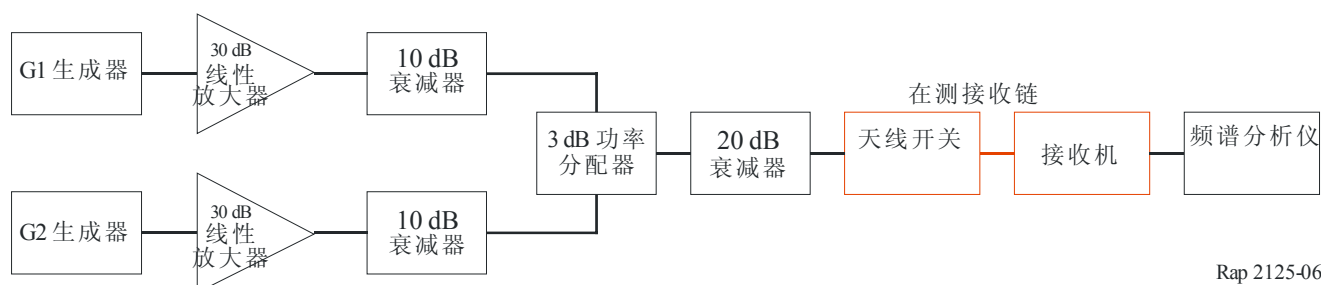 G1 生成器
30 dB
线性
放大器
10 dB
衰减器
3 dB 功率
分配器
20 dB
衰减器
在测接收链
天线开关
接收机
频谱分析仪
G2 生成器
30 dB
线性
放大器
10 dB
衰减器
Rap 2125-06